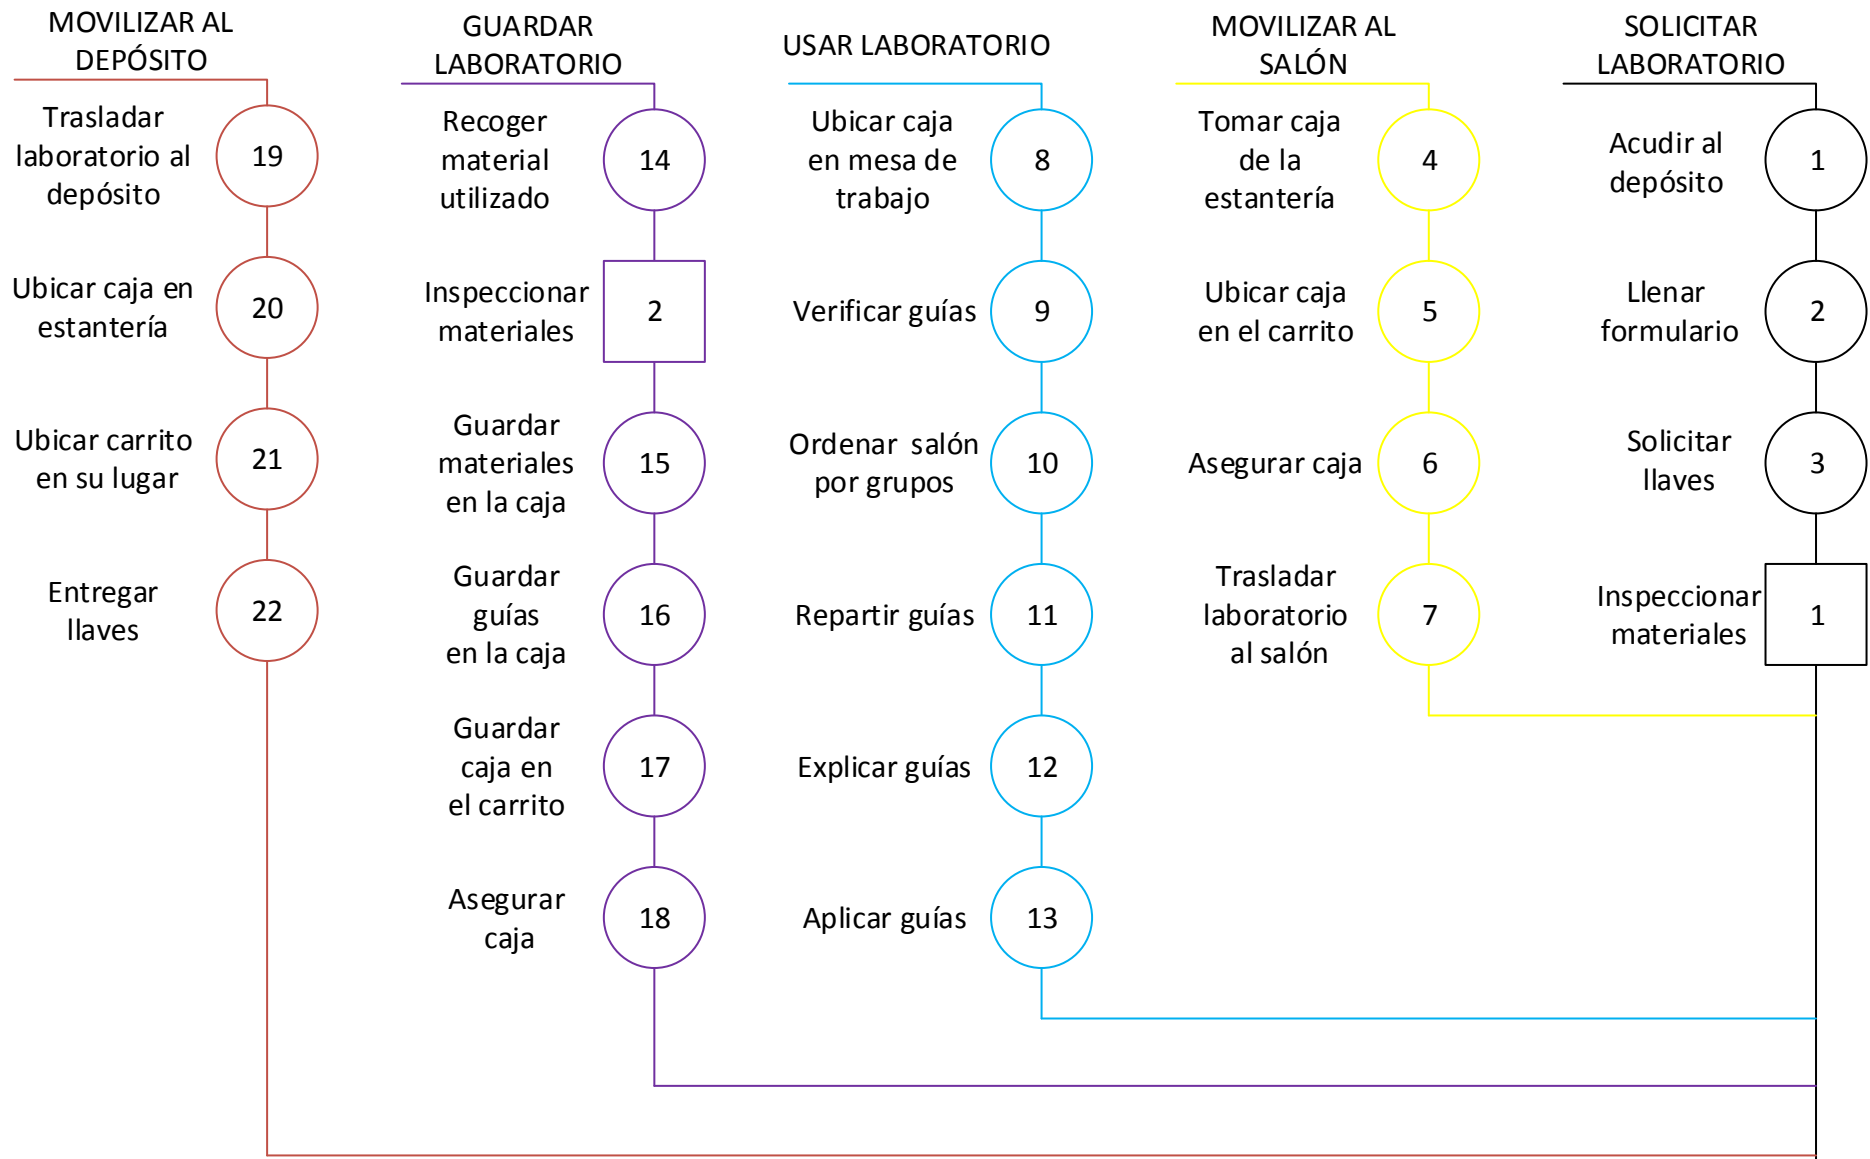 MOVILIZAR AL
DEPÓSITO
Trasladar
laboratorio al
depósito
19
Ubicar caja en
estantería
20
Ubicar carrito
en su lugar
21
Entregar
llaves
22
GUARDAR
LABORATORIO
Recoger
material
utilizado
14
Inspeccionar
materiales
2
Guardar
materiales
en la caja
15
Guardar
guías
en la caja
16
Guardar
caja en
el carrito
17
Asegurar
caja
18
USAR LABORATORIO
Ubicar caja
en mesa de
trabajo
8
Verificar guías
9
Ordenar salón
por grupos
10
Repartir guías
11
Explicar guías
12
Aplicar guías
13
MOVILIZAR AL
SALÓN
Tomar caja
de la
estantería
4
Ubicar caja
en el carrito
5
Asegurar caja
6
Trasladar
laboratorio
al salón
7
SOLICITAR
LABORATORIO
Acudir al
depósito
1
Llenar
formulario
2
Solicitar
llaves
3
Inspeccionar
materiales
1